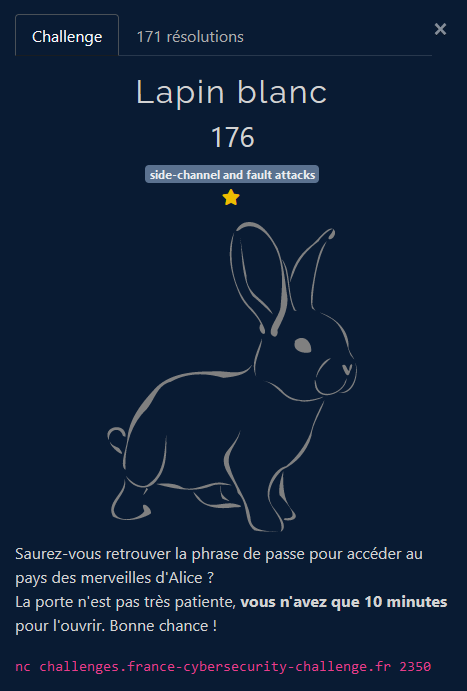 Challenge
171 résolutions
×
Lapin blanc
176
side-channel and fault attacks
Saurez-vous retrouver la phrase de passe pour accéder au
pays des merveilles d'Alice ?
La porte n'est pas très patiente, vous n'avez que 10 minutes
pour l'ouvrir. Bonne chance !
nc challenges.france-cybersecurity-challenge.fr 2350